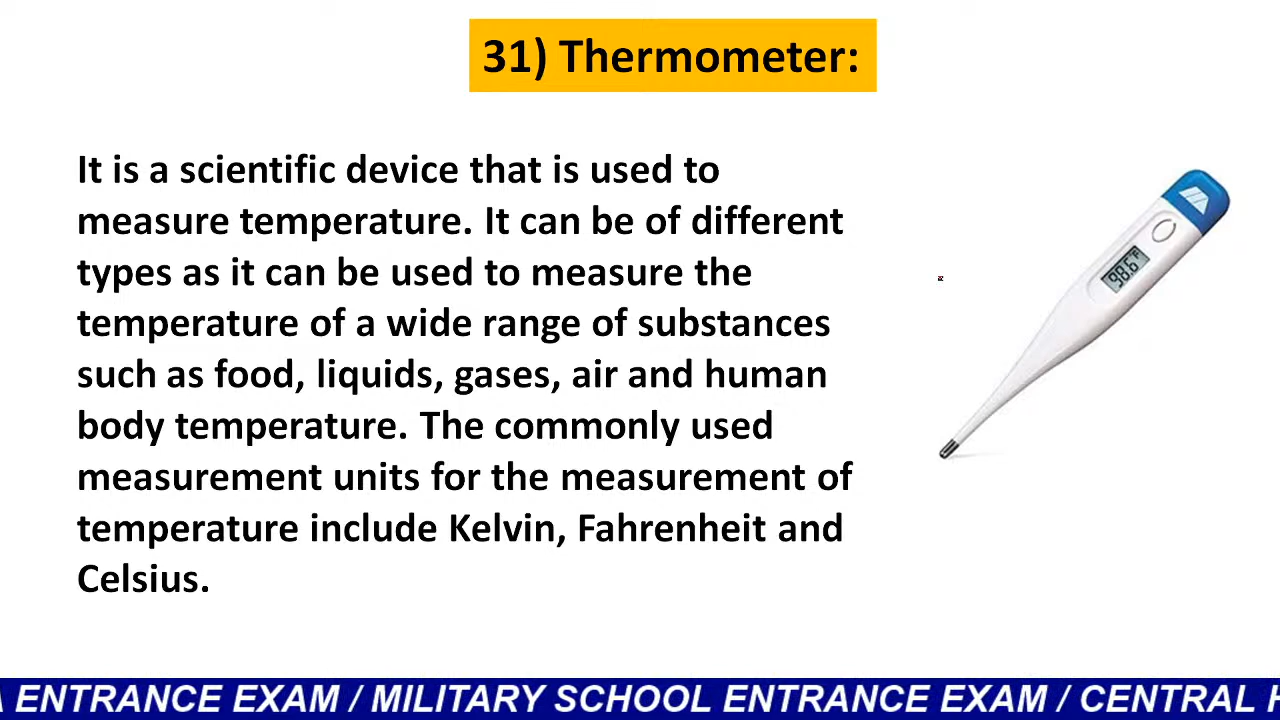 31) Thermometer:
It is a scientific device that is used to
measure temperature. It can be of different
types as it can be used to measure the
temperature of a wide range of substances
such as food, liquids, gases, air and human
body temperature. The commonly used
measurement units for the measurement of
temperature include Kelvin, Fahrenheit and
Celsius.
98.6°F
A ENTRANCE EXAM / MILITARY SCHOOL ENTRANCE EXAM / CENTRAL H